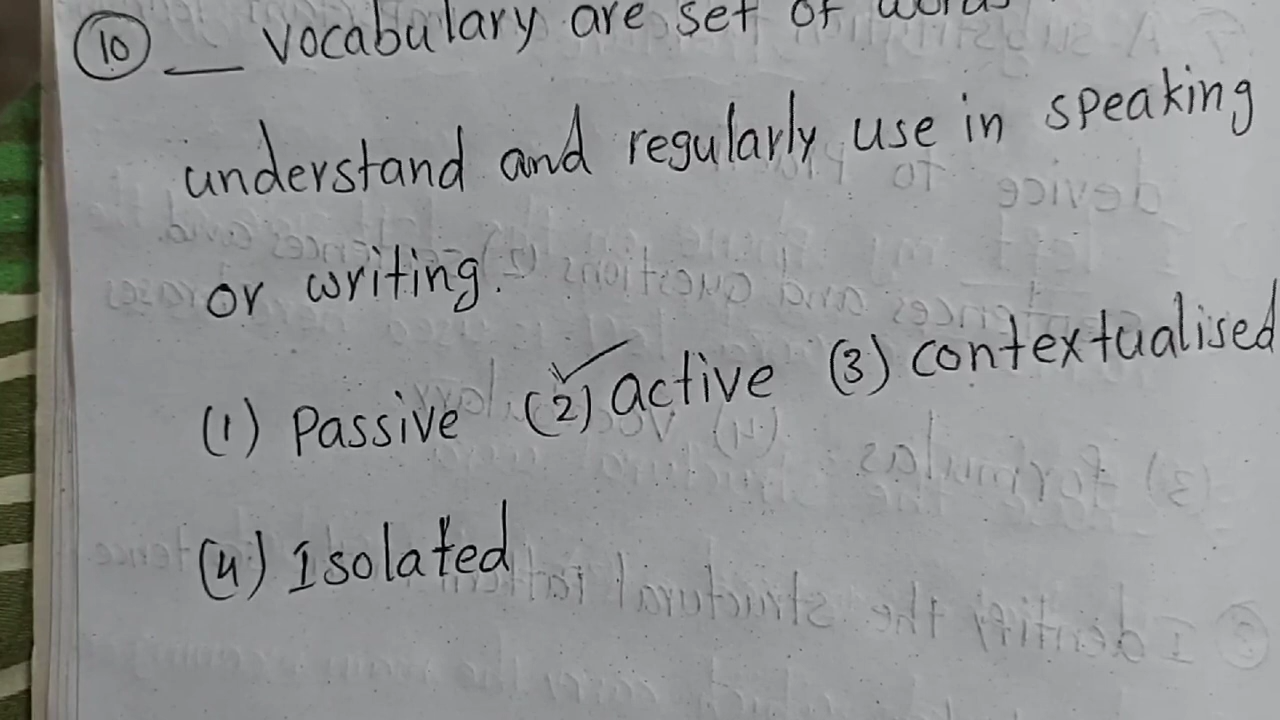 (10) __ vocabulary are set of words
understand and regularly use in speaking
or writing.
(1) Passive (2) active (3) contextualised
(4) Isolated